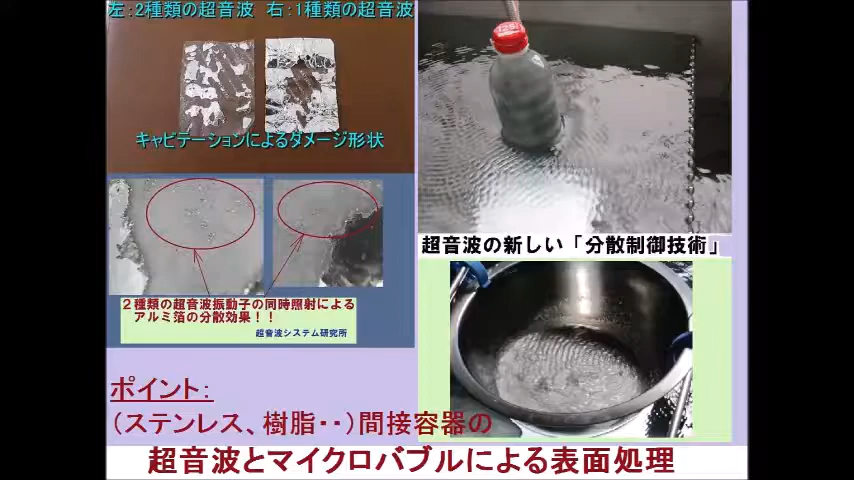 左:2種類の超音波 右:1種類の超音波
キャビテーションによるダメージ形状
超音波の新しい「分散制御技術」
2種類の超音波振動子の同時照射による
アルミ箔の分散効果!!
超音波システム研究所
ポイント:
(ステンレス、樹脂・・)間接容器の
超音波とマイクロバブルによる表面処理